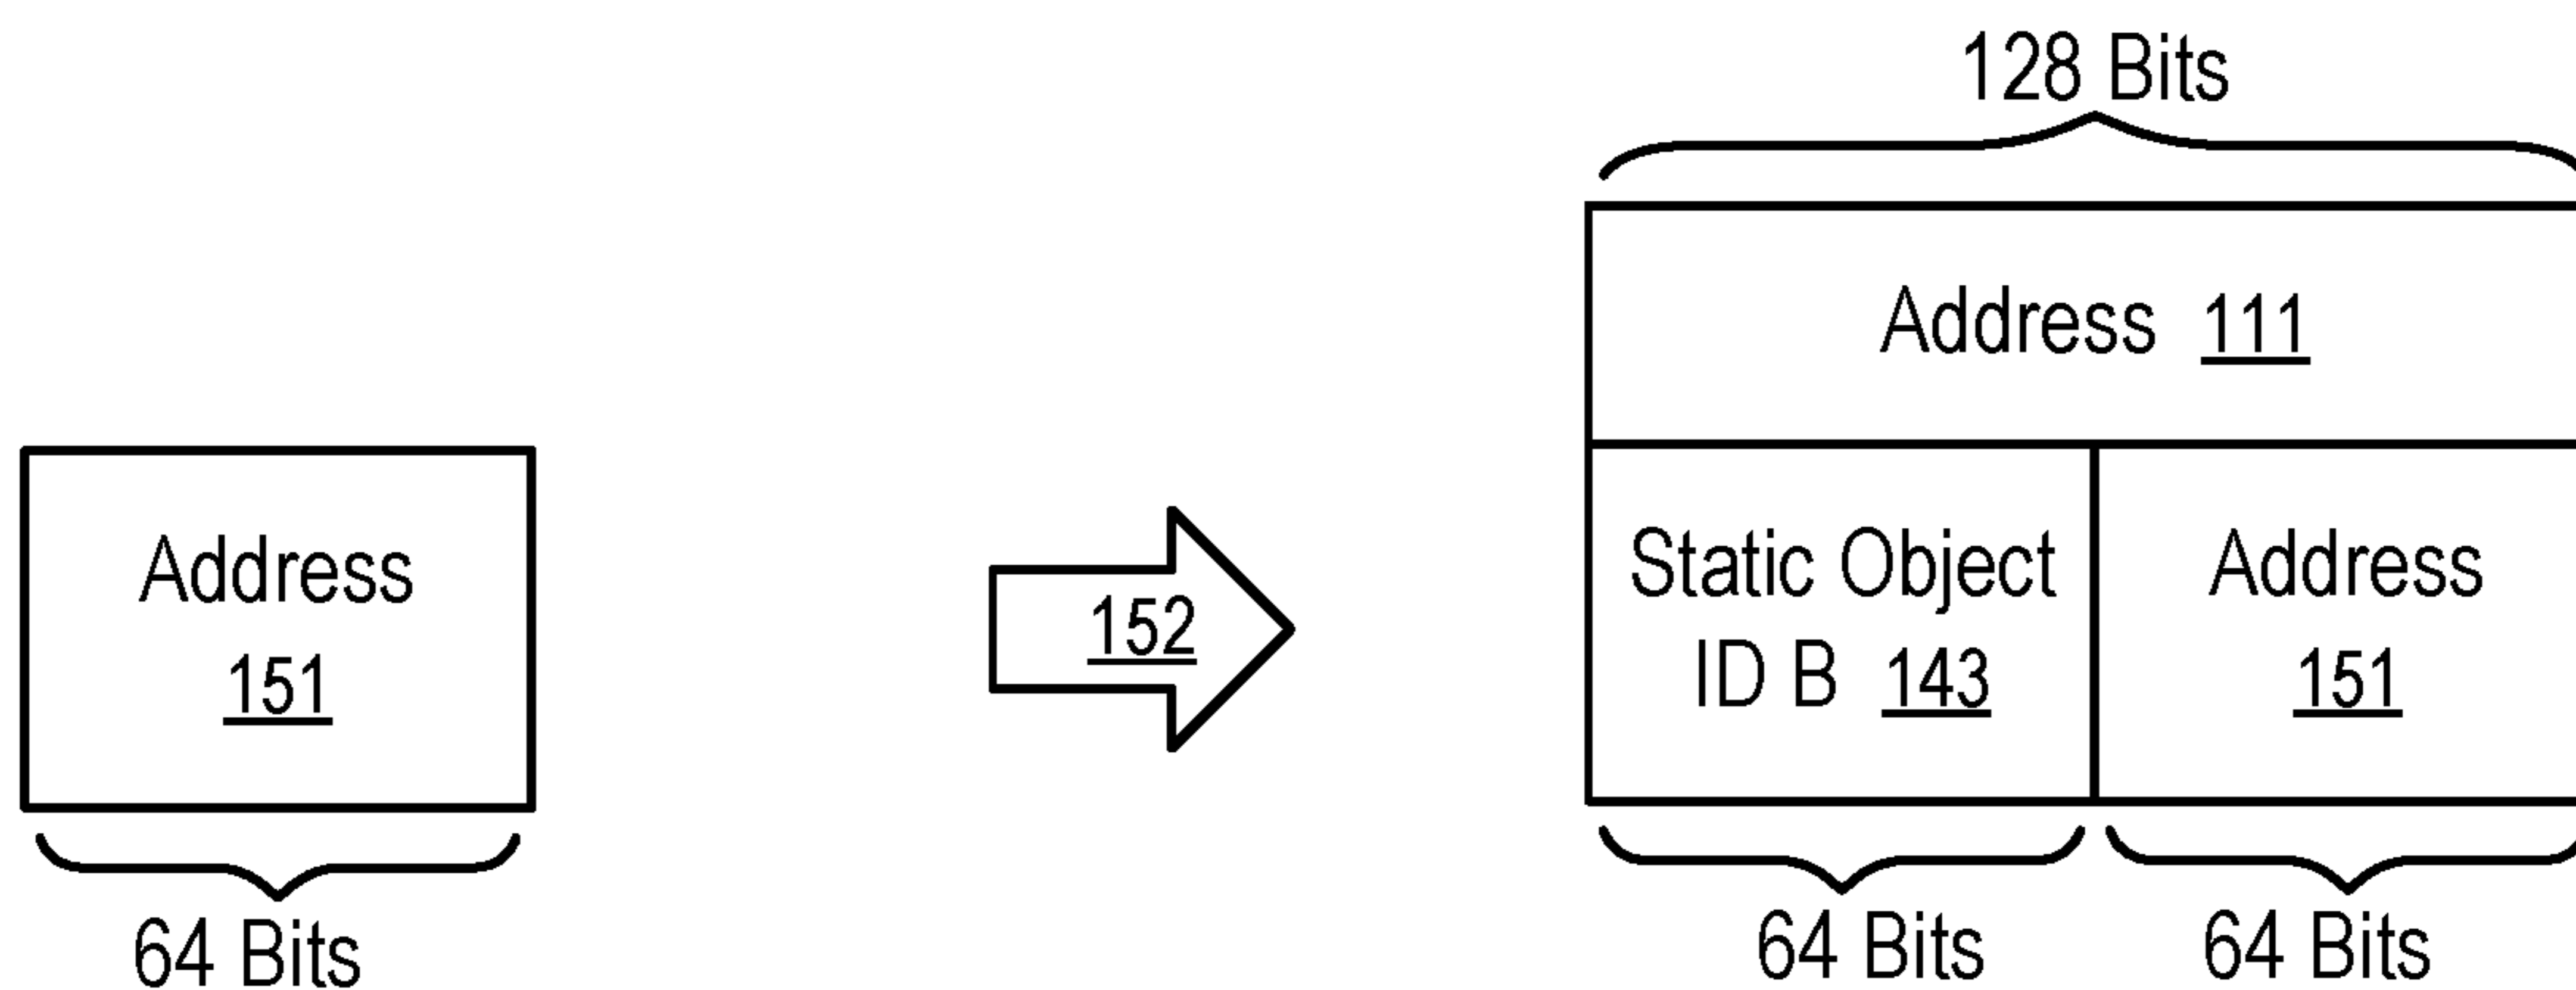 128 Bits
Address 111
Address
151
152
Static Object
ID B 143
Address
151
64 Bits
64 Bits
64 Bits